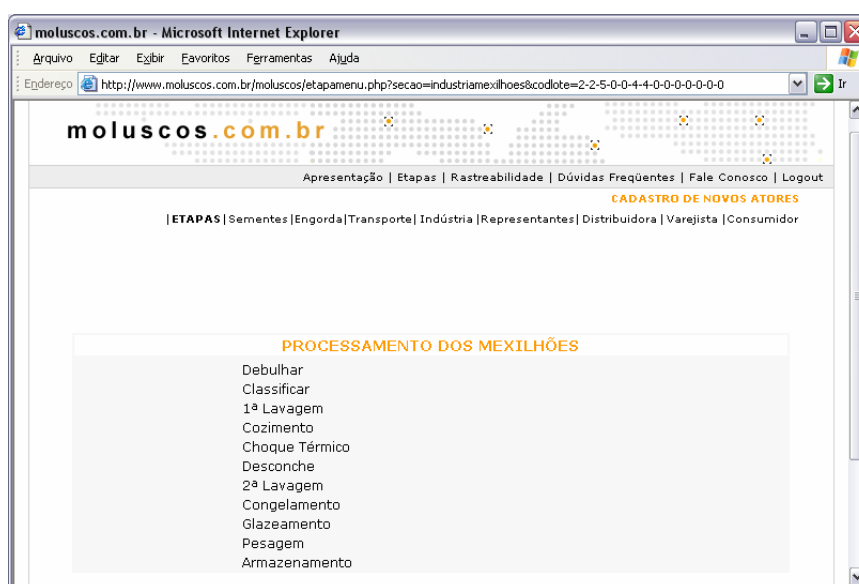 moluscos.com.br - Microsoft Internet Explorer
Arquivo Editar Exibir Favoritos Ferramentas Ajuda
Endereço http://www.moluscos.com.br/moluscos/etapamenu.php?secao=industriamexilhoes&codlote=2-2-5-0-0-4-4-0-0-0-0-0-0 Ir
moluscos.com.br
Apresentação | Etapas | Rastreabilidade | Dúvidas Freqüentes | Fale Conosco | Logout
CADASTRO DE NOVOS ATORES
|ETAPAS|Sementes|Engorda|Transporte| Indústria |Representantes| Distribuidora | Varejista |Consumidor
PROCESSAMENTO DOS MEXILHÕES
Debulhar
Classificar
1ª Lavagem
Cozimento
Choque Térmico
Desconche
2ª Lavagem
Congelamento
Glazeamento
Pesagem
Armazenamento